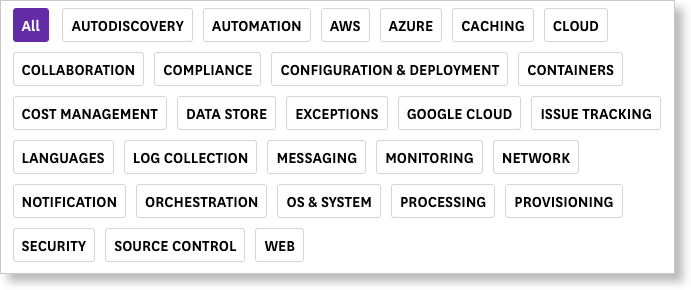 All AUTODISCOVERY AUTOMATION AWS AZURE CACHING CLOUD
COLLABORATION COMPLIANCE CONFIGURATION & DEPLOYMENT CONTAINERS
COST MANAGEMENT DATA STORE EXCEPTIONS GOOGLE CLOUD ISSUE TRACKING
LANGUAGES LOG COLLECTION MESSAGING MONITORING NETWORK
NOTIFICATION ORCHESTRATION OS & SYSTEM PROCESSING PROVISIONING
SECURITY SOURCE CONTROL WEB